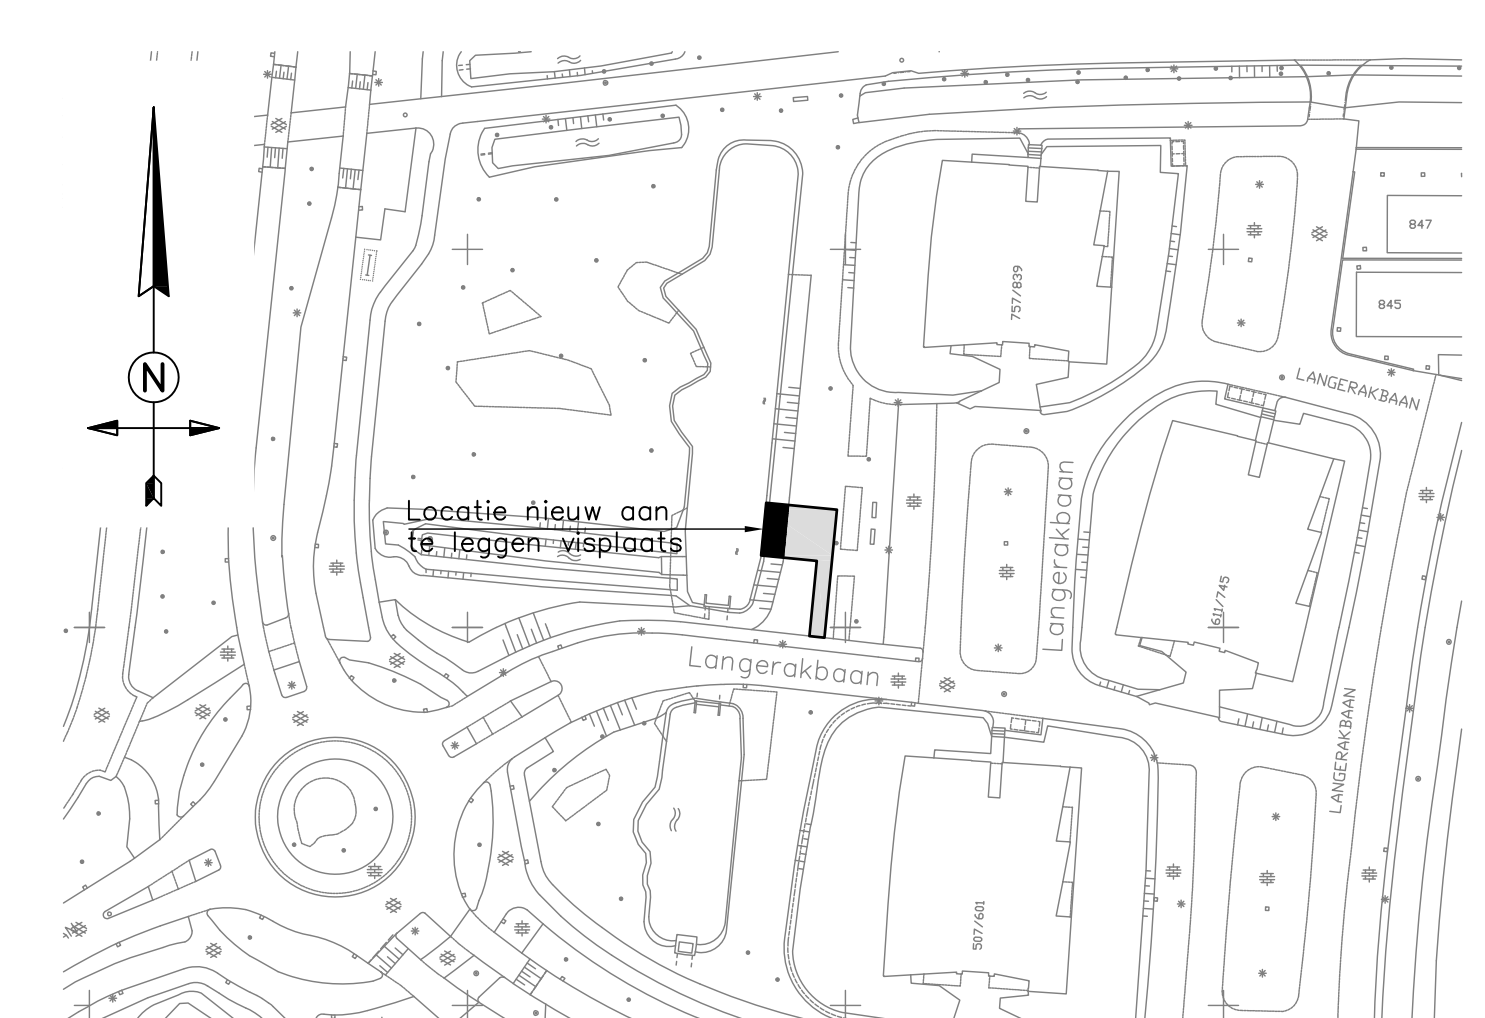 N
Locatie nieuw aan
te leggen visplaats
757/839
847
845
LANGERAKBAAN
Langerakbaan
611/745
Langerakbaan
LANGERAKBAAN
507/601